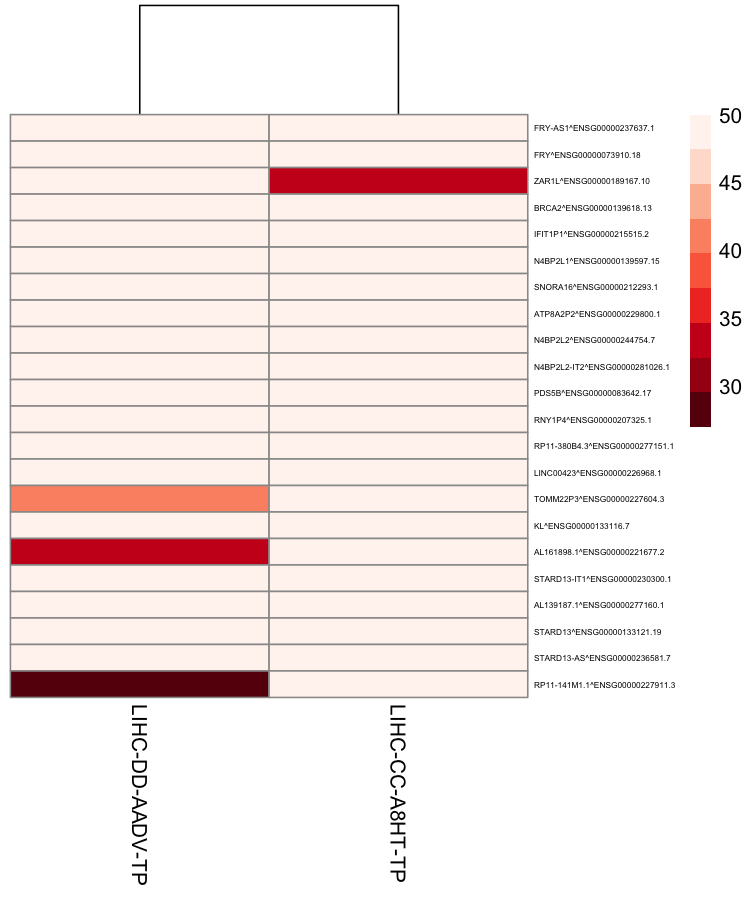 FRY-AS1^ENSG00000237637.1
FRY^ENSG00000073910.18
ZAR1L^ENSG00000189167.10
BRCA2^ENSG00000139618.13
IFIT1P1^ENSG00000215515.2
N4BP2L1^ENSG00000139597.15
SNORA16^ENSG00000212293.1
ATP8A2P2^ENSG00000229800.1
N4BP2L2^ENSG00000244754.7
N4BP2L2-IT2^ENSG00000281026.1
PDS5B^ENSG00000083642.17
RNY1P4^ENSG00000207325.1
RP11-380B4.3^ENSG00000277151.1
LINC00423^ENSG00000226968.1
TOMM22P3^ENSG00000227604.3
KL^ENSG00000133116.7
AL161898.1^ENSG00000221677.2
STARD13-IT1^ENSG00000230300.1
AL139187.1^ENSG00000277160.1
STARD13^ENSG00000133121.19
STARD13-AS^ENSG00000236581.7
RP11-141M1.1^ENSG00000227911.3
50
45
40
35
30
LIHC-DD-AADV-TP
LIHC-CC-A8HT-TP